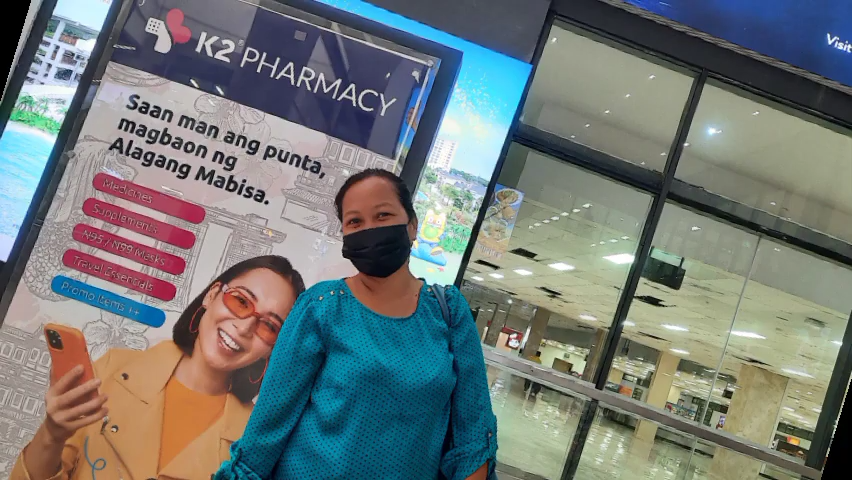 K2 PHARMACY
Saan man ang punta,
magbaon ng
Alagang Mabisa.
Medicines
Supplements
N95 / N99 Masks
Travel Essentials
Promo Items ++
Visit